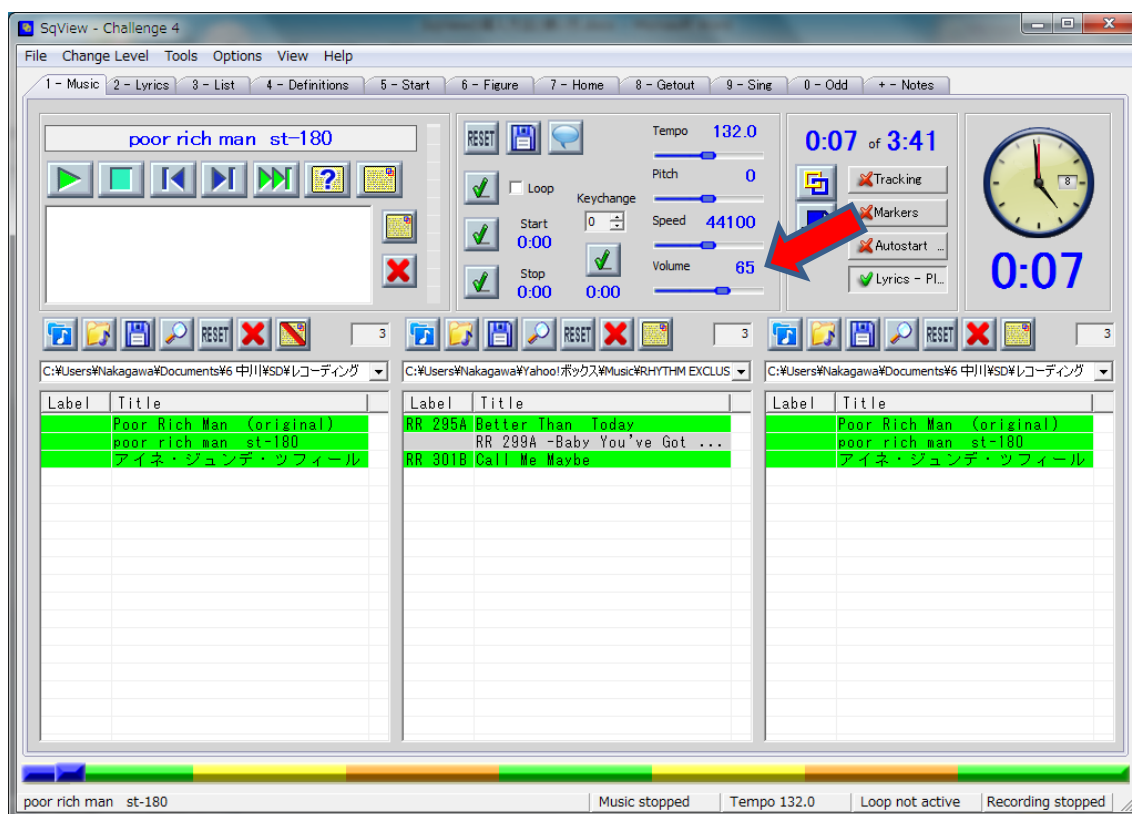 SqView - Challenge 4
File Change Level Tools Options View Help
1 - Music 2 - Lyrics 3 - List 4 - Definitions 5 - Start 6 - Figure 7 - Home 8 - Getout 9 - Sing 0 - Odd + - Notes
poor rich man st-180
RESET
Loop
Keychange
0
Start
0:00
Stop
0:00
0:00
Tempo 132.0
Pitch 0
Speed 44100
Volume 65
0:07 of 3:41
Tracking
Markers
Autostart ...
Lyrics - Pl...
8
0:07
RESET 3
RESET 3
RESET 3
C:¥Users¥Nakagawa¥Documents¥6 中川¥SD¥レコーディング
C:¥Users¥Nakagawa¥Yahoo!ボックス¥Music¥RHYTHM EXCLUS
C:¥Users¥Nakagawa¥Documents¥6 中川¥SD¥レコーディング
Label Title
Poor Rich Man (original)
poor rich man st-180
アイネ・ジュンデ・ツフィール
Label Title
RR 295A Better Than Today
RR 299A -Baby You've Got ...
RR 301B Call Me Maybe
Label Title
Poor Rich Man (original)
poor rich man st-180
アイネ・ジュンデ・ツフィール
poor rich man st-180 Music stopped Tempo 132.0 Loop not active Recording stopped